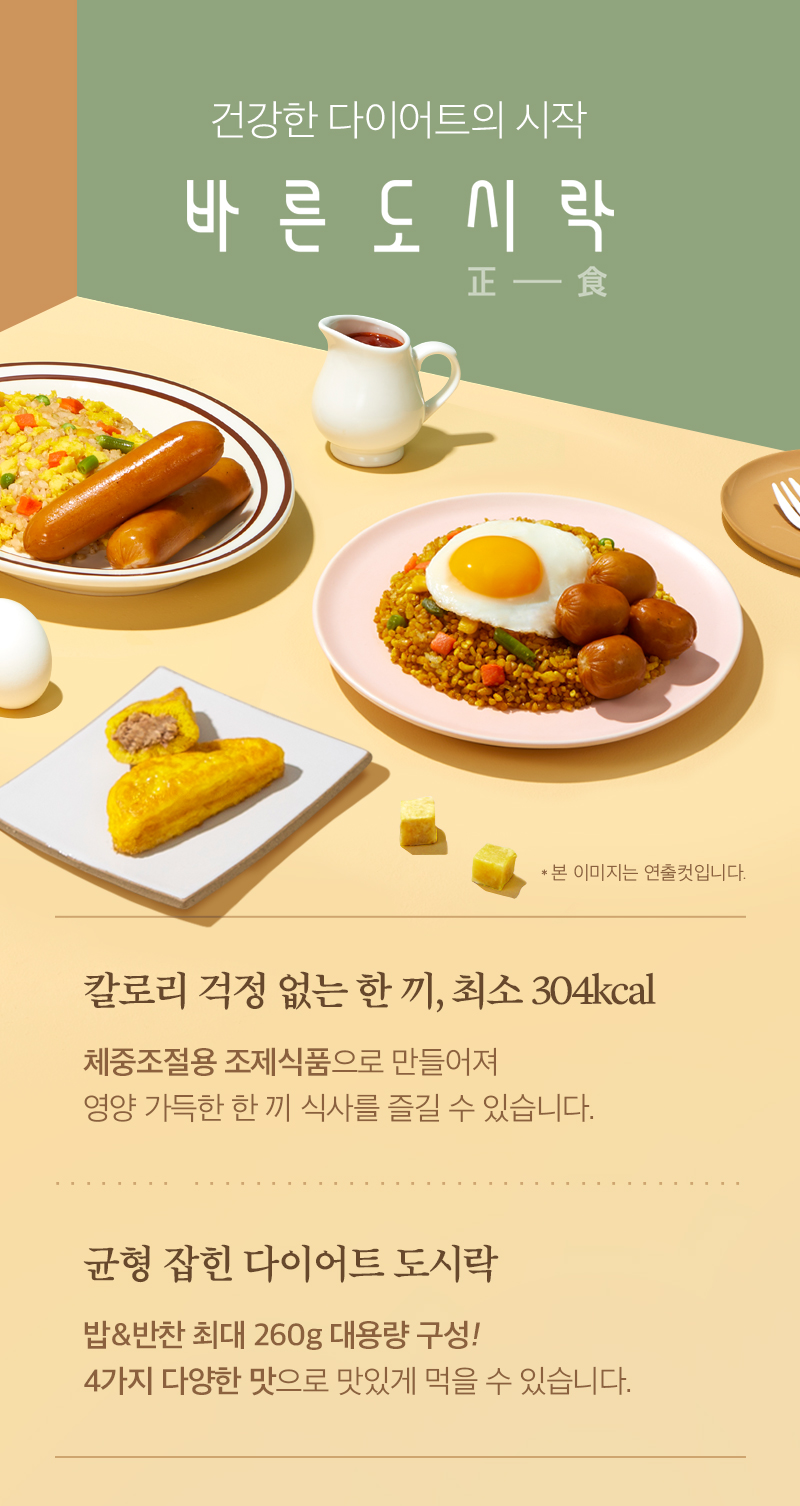 건강한 다이어트의 시작
바른도시락
正 — 食
* 본 이미지는 연출컷입니다.
칼로리 걱정 없는 한 끼, 최소 304kcal
체중조절용 조제식품으로 만들어져
영양 가득한 한 끼 식사를 즐길 수 있습니다.
균형 잡힌 다이어트 도시락
밥&반찬 최대 260g 대용량 구성!
4가지 다양한 맛으로 맛있게 먹을 수 있습니다.